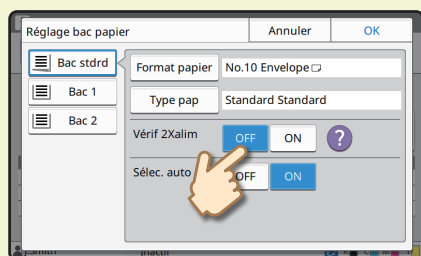 Réglage bac papier Annuler OK
Bac stdrd Format papier No.10 Envelope
Bac 1 Type pap Standard Standard
Bac 2 Vérif 2Xalim OFF ON ?
Sélec. auto OFF ON